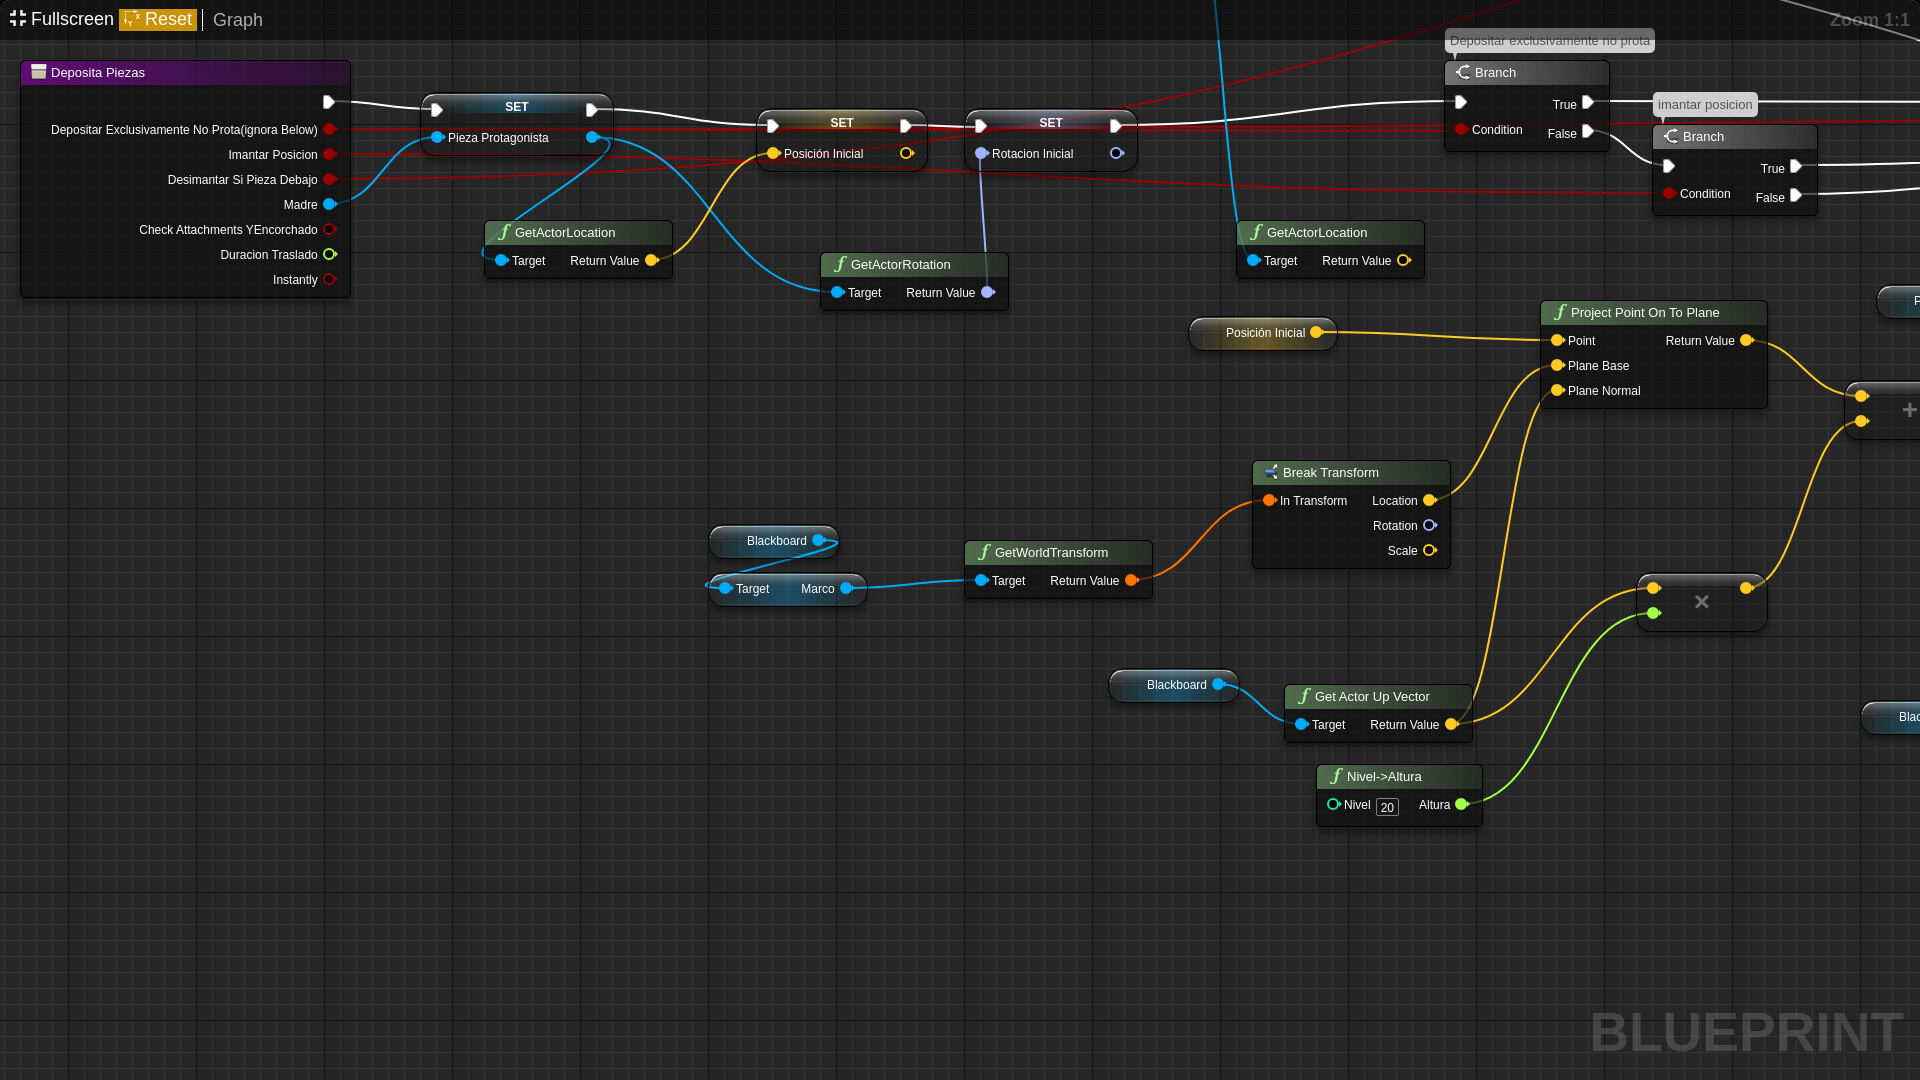 Fullscreen Reset Graph
Zoom 1:1
Depositar exclusivamente no prota
Deposita Piezas
Depositar Exclusivamente No Prota(ignora Below)
Imantar Posicion
Desimantar Si Pieza Debajo
Madre
Check Attachments YEncorchado
Duracion Traslado
Instantly
SET
Pieza Protagonista
SET
Posición Inicial
SET
Rotacion Inicial
Branch
True
Condition
False
imantar posicion
Branch
True
Condition
False
GetActorLocation
Target Return Value
GetActorRotation
Target Return Value
GetActorLocation
Target Return Value
Posición Inicial
Project Point On To Plane
Point Return Value
Plane Base
Plane Normal
P
+
Break Transform
In Transform Location
Rotation
Scale
Blackboard
Target Marco
GetWorldTransform
Target Return Value
×
Blackboard
Get Actor Up Vector
Target Return Value
Blac
Nivel->Altura
Nivel 20 Altura
BLUEPRINT